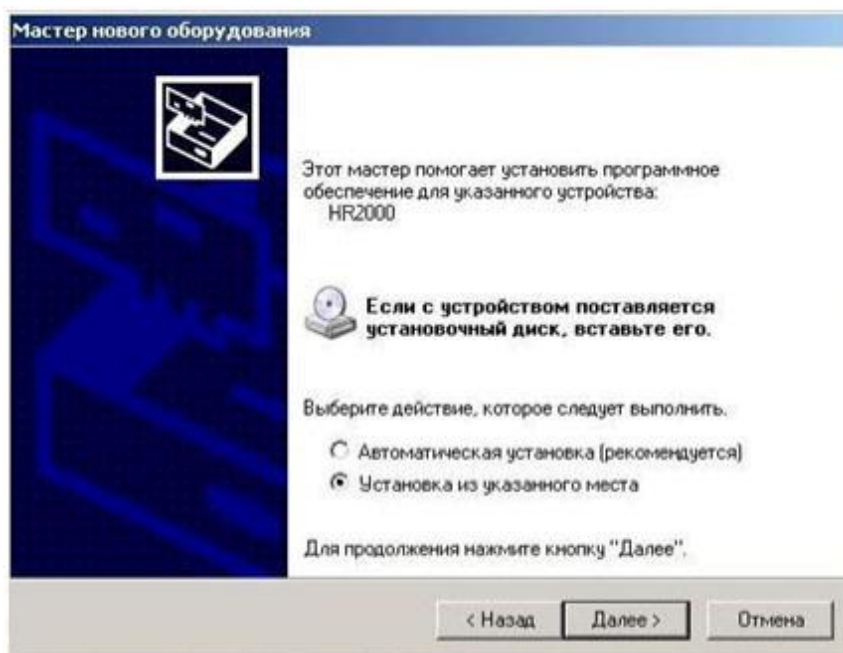 Мастер нового оборудования
Этот мастер помогает установить программное
обеспечение для указанного устройства:
HR2000
Если с устройством поставляется
установочный диск, вставьте его.
Выберите действие, которое следует выполнить.
Автоматическая установка (рекомендуется)
Установка из указанного места
Для продолжения нажмите кнопку "Далее".
< Назад Далее > Отмена